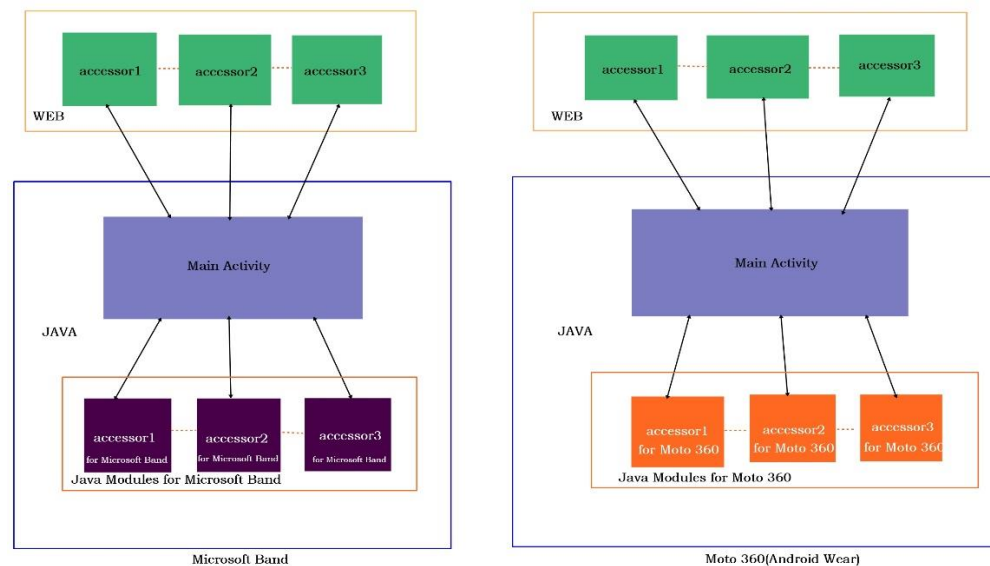 accessor1
accessor2
accessor3
WEB
Main Activity
JAVA
accessor1
for Microsoft Band
accessor2
for Microsoft Band
accessor3
for Microsoft Band
Java Modules for Microsoft Band
Microsoft Band
accessor1
accessor2
accessor3
WEB
Main Activity
JAVA
accessor1
for Moto 360
accessor2
for Moto 360
accessor3
for Moto 360
Java Modules for Moto 360
Moto 360(Android Wear)